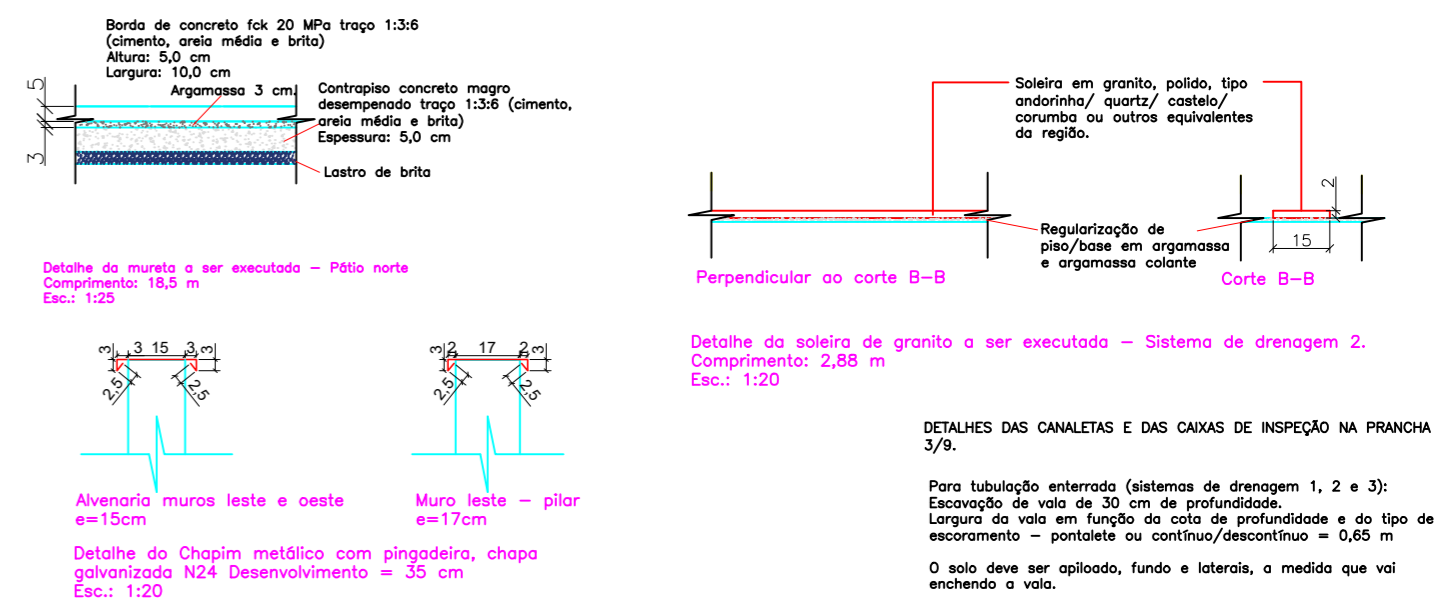 Borda de concreto fck 20 MPa traço 1:3:6
(cimento, areia média e brita)
Altura: 5,0 cm
Largura: 10,0 cm
Argamassa 3 cm.
Contrapiso concreto magro
desempenado traço 1:3:6 (cimento,
areia média e brita)
Espessura: 5,0 cm
Lastro de brita
5
3
Detalhe da mureta a ser executada – Pátio norte
Comprimento: 18,5 m
Esc.: 1:25
Soleira em granito, polido, tipo
andorinha/ quartz/ castelo/
corumba ou outros equivalentes
da região.
2
15
Regularização de
piso/base em argamassa
e argamassa colante
Perpendicular ao corte B–B
Corte B–B
Detalhe da soleira de granito a ser executada – Sistema de drenagem 2.
Comprimento: 2,88 m
Esc.: 1:20
3 3 15 3 3
2,5 2,5
Alvenaria muros leste e oeste
e=15cm
3 2 17 2 3
2,5 2,5
Muro leste – pilar
e=17cm
Detalhe do Chapim metálico com pingadeira, chapa
galvanizada N24 Desenvolvimento = 35 cm
Esc.: 1:20
DETALHES DAS CANALETAS E DAS CAIXAS DE INSPEÇÃO NA PRANCHA
3/9.
Para tubulação enterrada (sistemas de drenagem 1, 2 e 3):
Escavação de vala de 30 cm de profundidade.
Largura da vala em função da cota de profundidade e do tipo de
escoramento – pontalete ou contínuo/descontínuo = 0,65 m
O solo deve ser apiloado, fundo e laterais, a medida que vai
enchendo a vala.